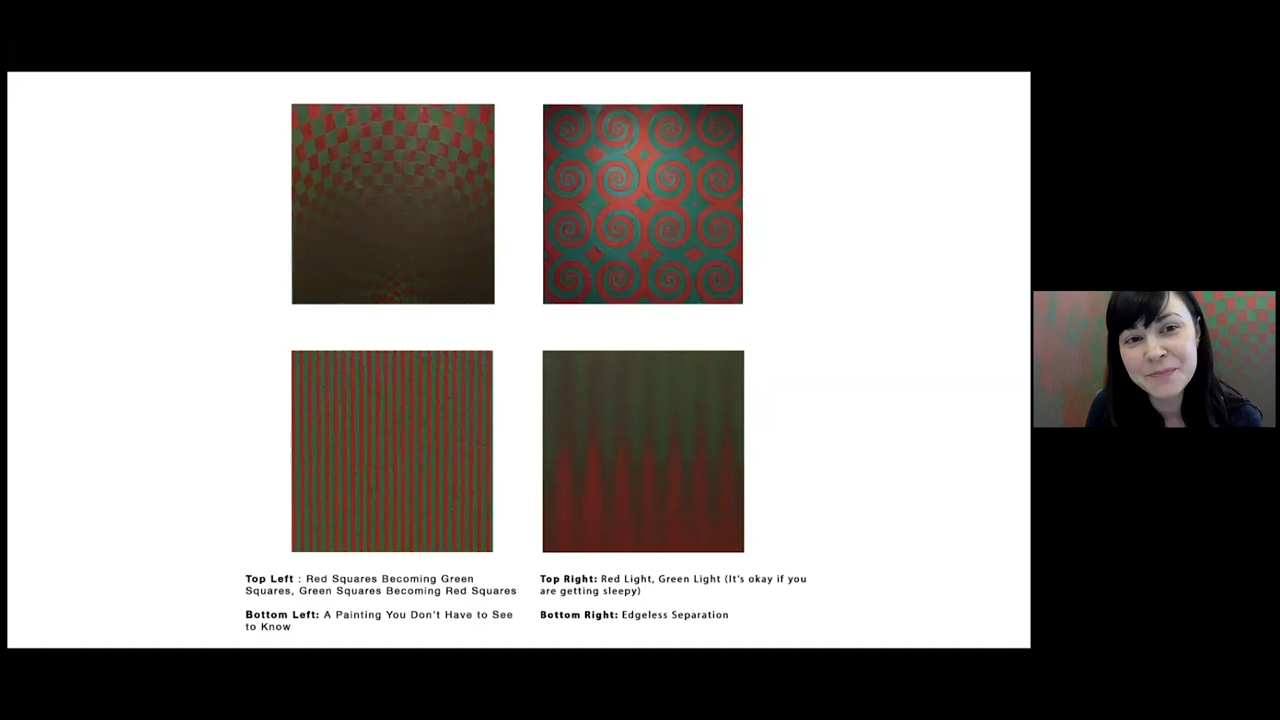 Top Left : Red Squares Becoming Green
Squares, Green Squares Becoming Red Squares
Bottom Left: A Painting You Don't Have to See
to Know
Top Right: Red Light, Green Light (It's okay if you
are getting sleepy)
Bottom Right: Edgeless Separation